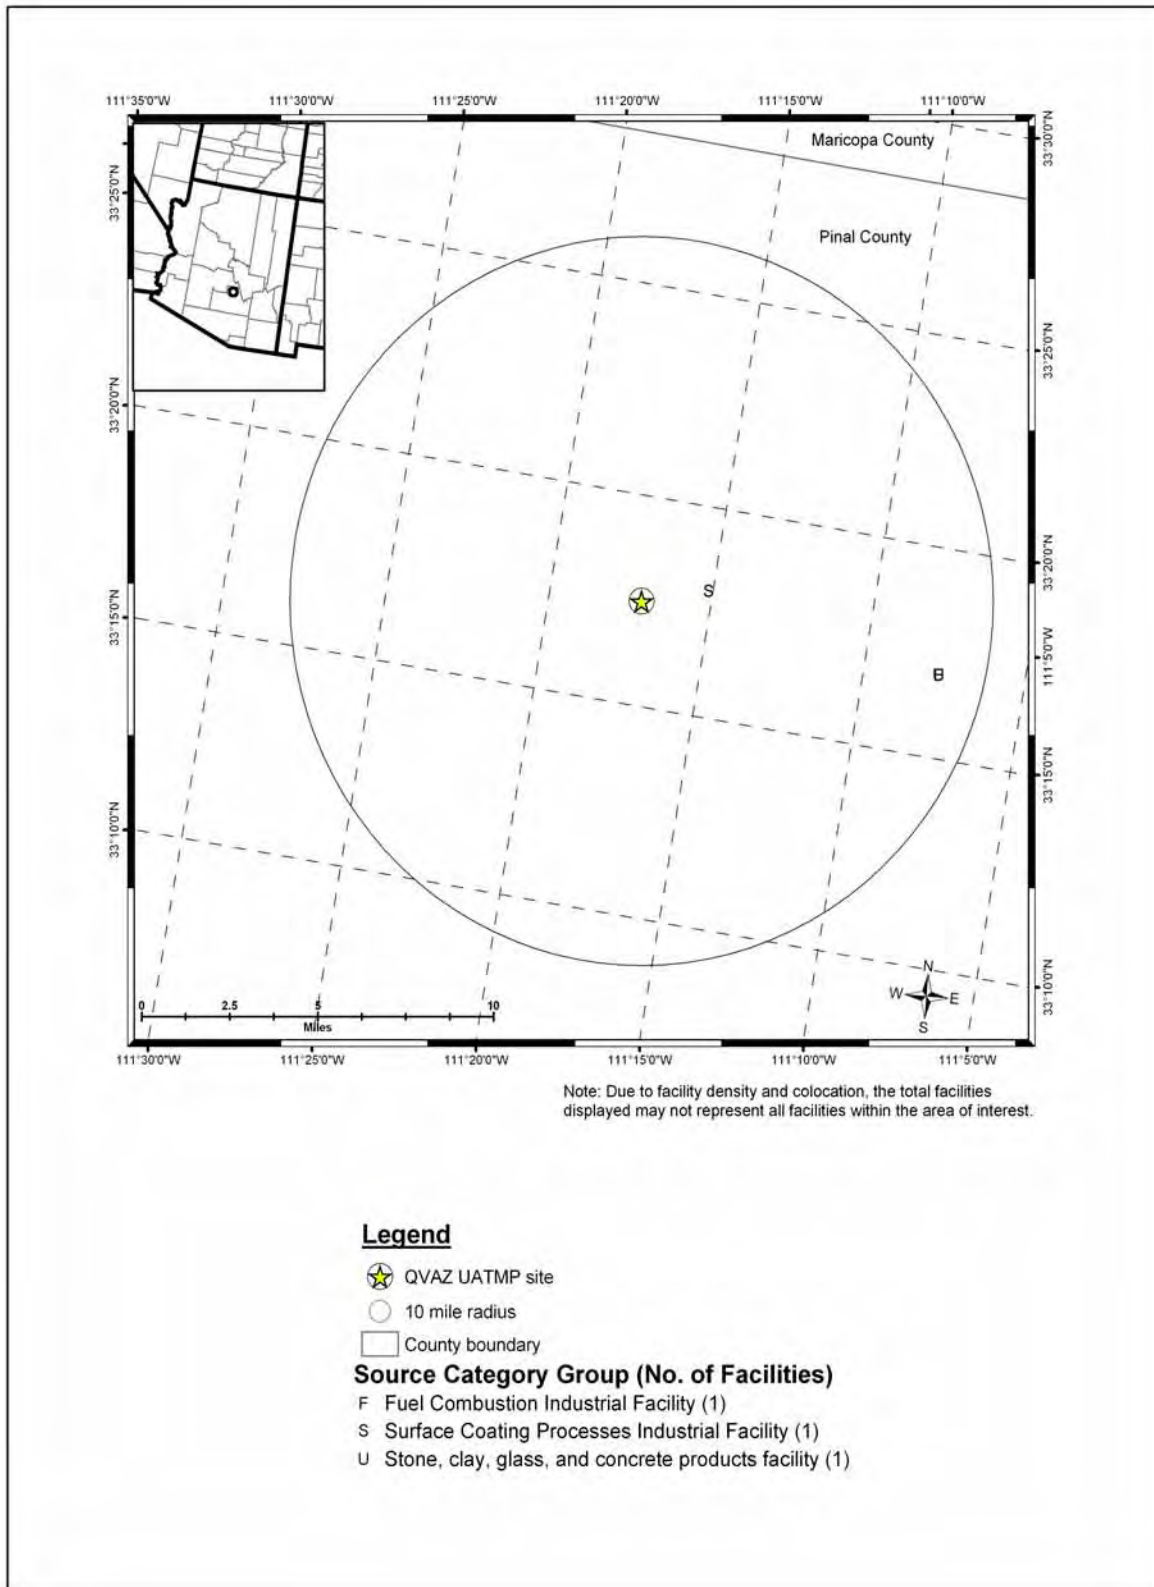 111°35'0"W 111°30'0"W 111°25'0"W 111°20'0"W 111°15'0"W 111°10'0"W
33°30'0"N
Maricopa County
33°25'0"N
Pinal County
33°25'0"N
33°20'0"N
33°20'0"N
S
33°15'0"N
111°5'0"W
33°15'0"N
33°10'0"N
N
W E
S
33°10'0"N
0 2.5 5 10
Miles
111°30'0"W 111°25'0"W 111°20'0"W 111°15'0"W 111°10'0"W 111°5'0"W
Note: Due to facility density and colocation, the total facilities
displayed may not represent all facilities within the area of interest.
Legend
QVAZ UATMP site
10 mile radius
County boundary
Source Category Group (No. of Facilities)
F Fuel Combustion Industrial Facility (1)
S Surface Coating Processes Industrial Facility (1)
U Stone, clay, glass, and concrete products facility (1)